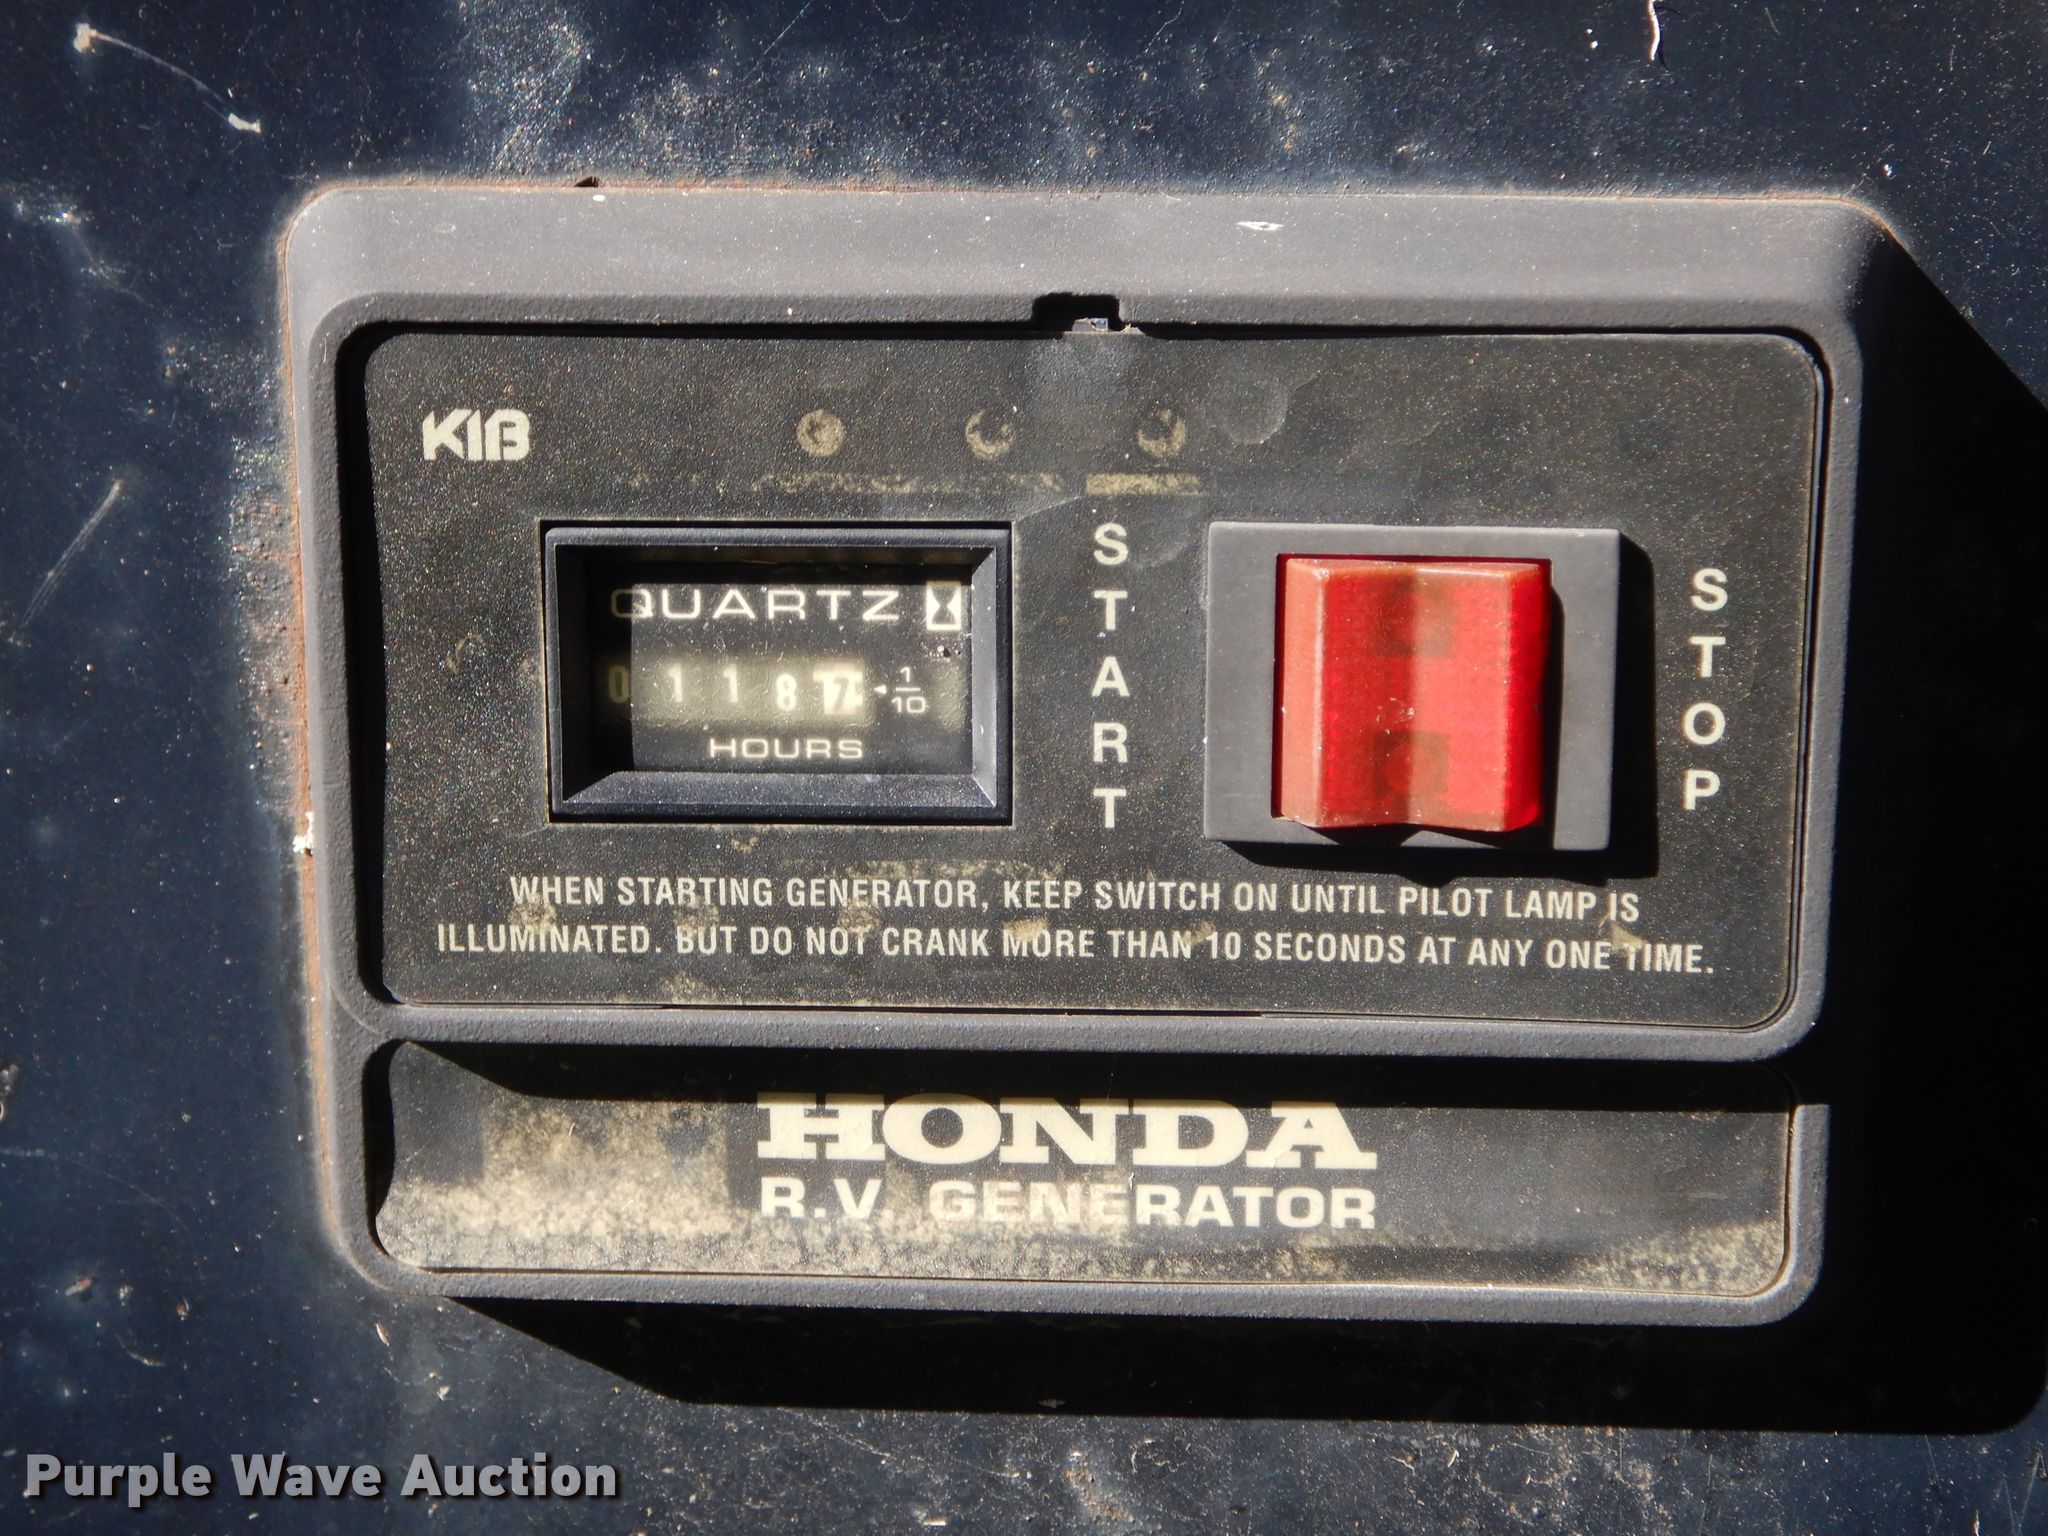 KIB
QUARTZ
0 1 1 8 7 1/10
HOURS
START
STOP
WHEN STARTING GENERATOR, KEEP SWITCH ON UNTIL PILOT LAMP IS
ILLUMINATED. BUT DO NOT CRANK MORE THAN 10 SECONDS AT ANY ONE TIME.
HONDA
R.V. GENERATOR
Purple Wave Auction